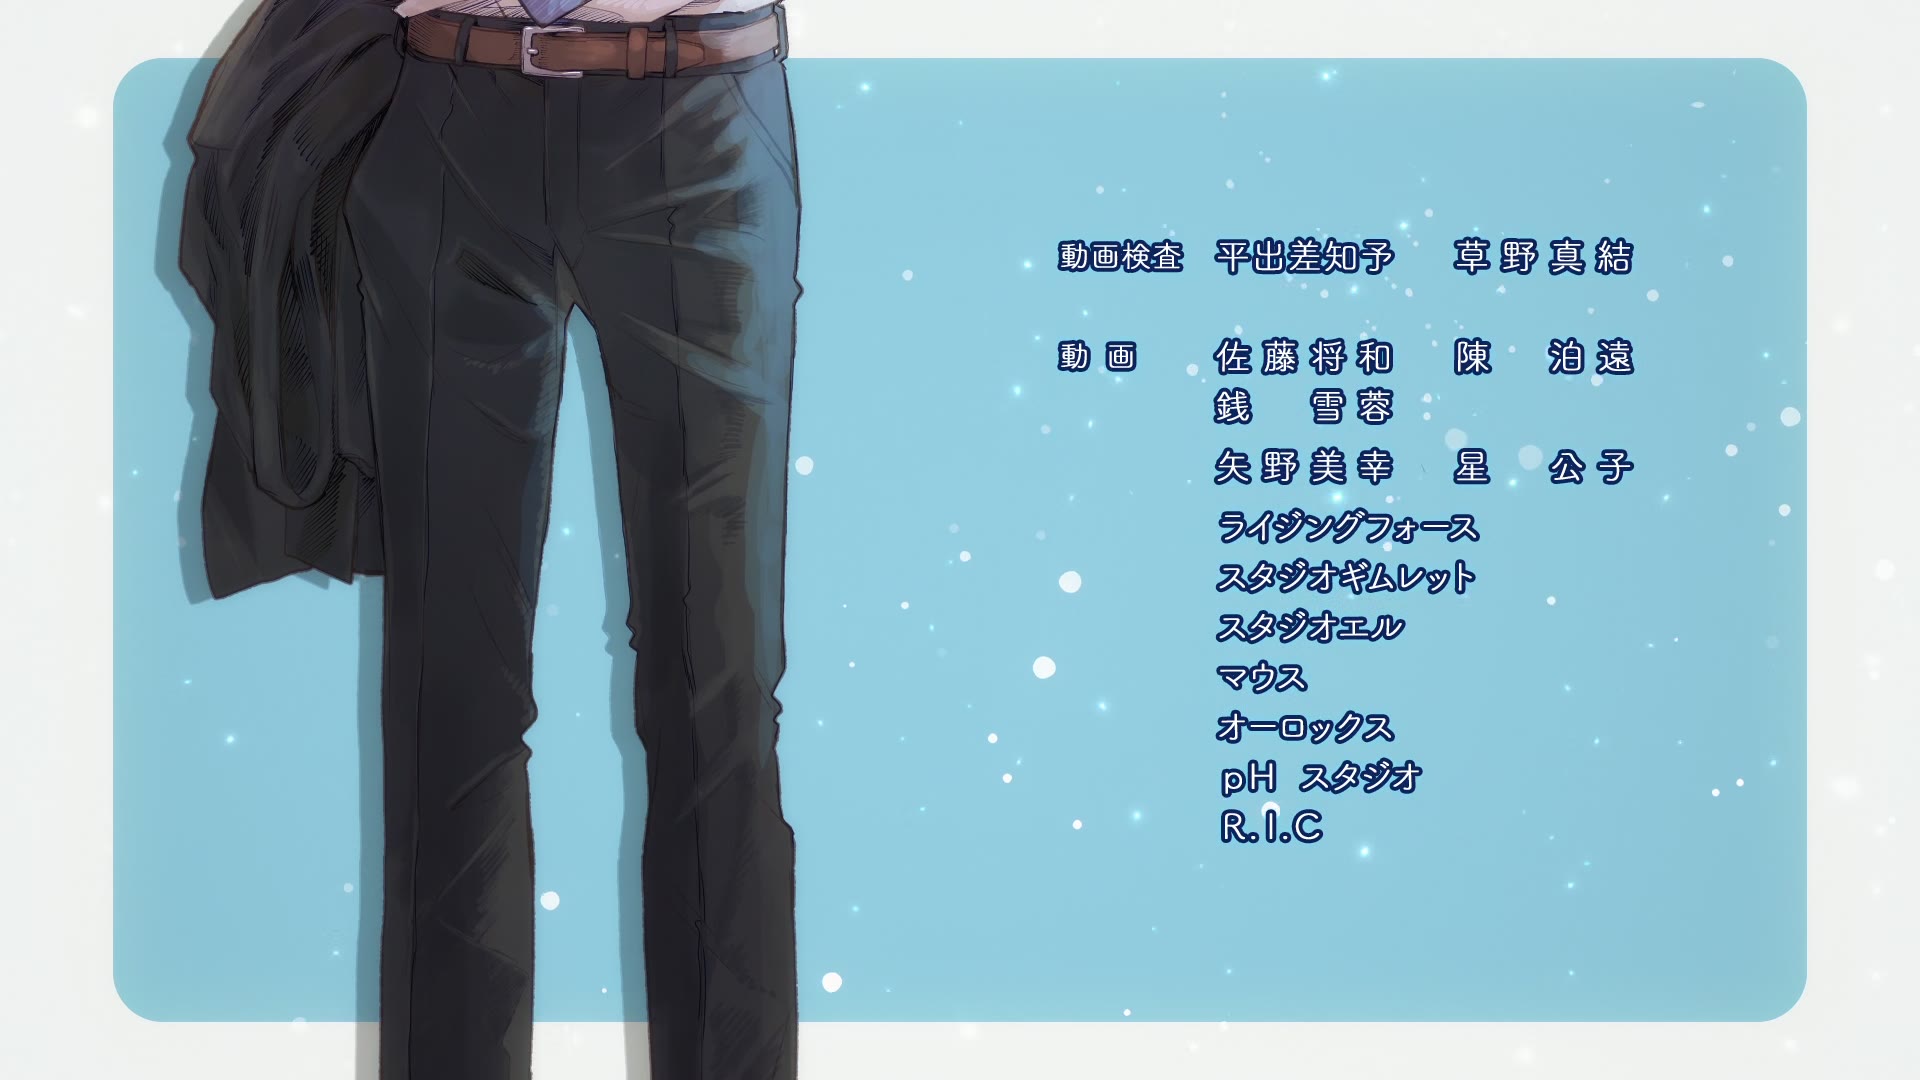 動画検査 平出差知予 草野真結
動画 佐藤将和 陳 泊遠
銭 雪蓉
矢野美幸 星 公子
ライジングフォース
スタジオギムレット
スタジオエル
マウス
オーロックス
pH スタジオ
R.I.C